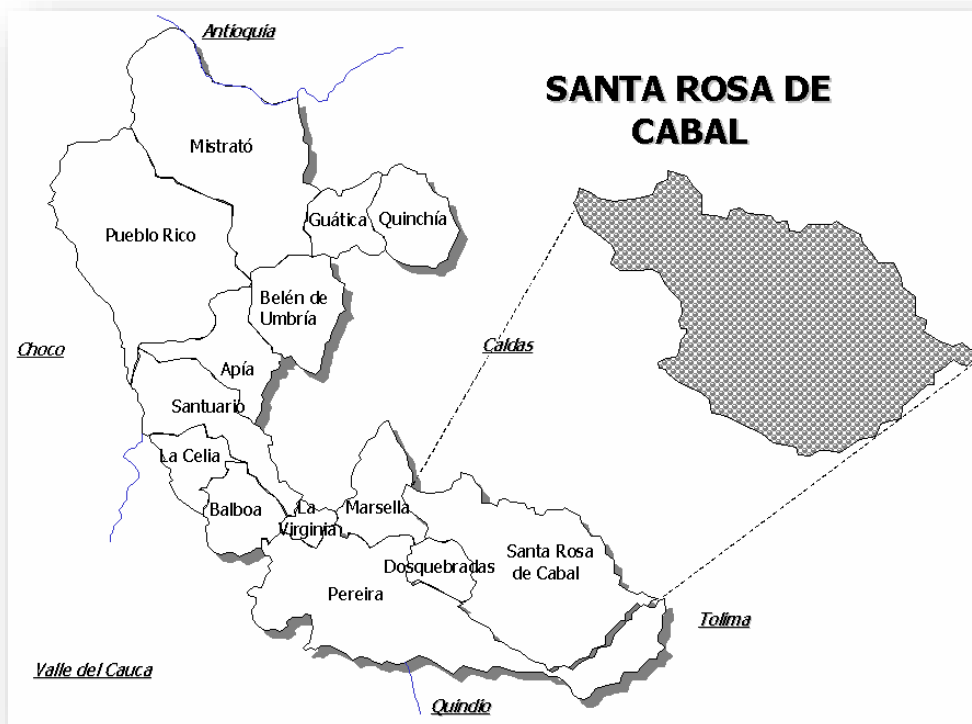 Antioquia
SANTA ROSA DE
CABAL
Mistrató
Guática
Quinchía
Pueblo Rico
Belén de
Umbría
Choco
Caldas
Apía
Santuario
La Celia
Balboa
La
Virginia
Marsella
Santa Rosa
de Cabal
Dosquebradas
Pereira
Tolima
Valle del Cauca
Quindío